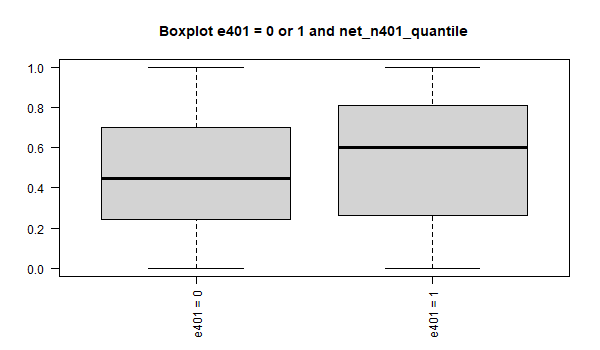 Boxplot e401 = 0 or 1 and net_n401_quantile
1.0
0.8
0.6
0.4
0.2
0.0
e401 = 0
e401 = 1